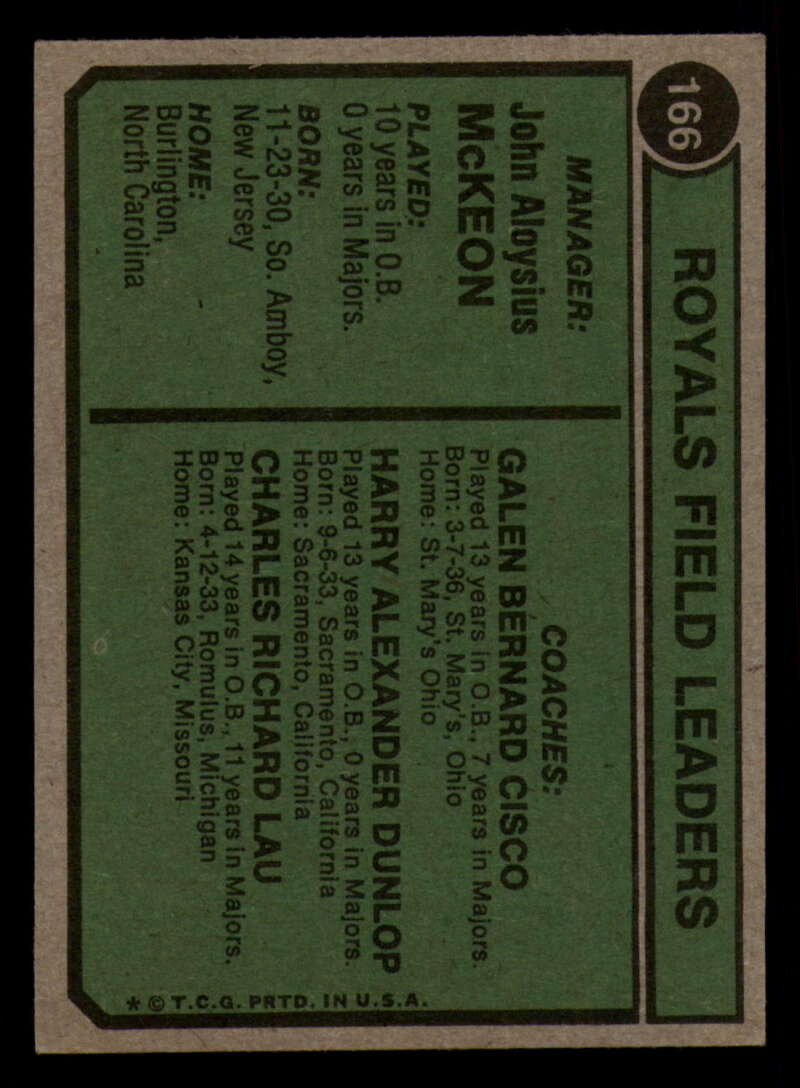 166
ROYALS FIELD LEADERS
MANAGER:
John Aloysius
McKEON
PLAYED:
10 years in O.B.
0 years in Majors.
BORN:
11-23-30, So. Amboy,
New Jersey
HOME:
Burlington,
North Carolina
COACHES:
GALEN BERNARD CISCO
Played 13 years in O.B., 7 years in Majors.
Born: 3-7-36, St. Mary's, Ohio
Home: St. Mary's Ohio
HARRY ALEXANDER DUNLOP
Played 13 years in O.B., 0 years in Majors.
Born: 9-6-33, Sacramento, California
Home: Sacramento, California
CHARLES RICHARD LAU
Played 14 years in O.B., 11 years in Majors.
Born: 4-12-33, Romulus, Michigan
Home: Kansas City, Missouri
* © T.C.G. PRTD. IN U.S.A.